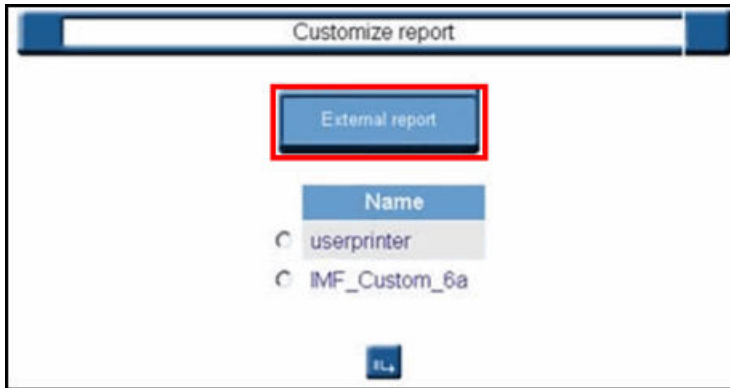 Customize report
External report
Name
userprinter
IMF_Custom_6a